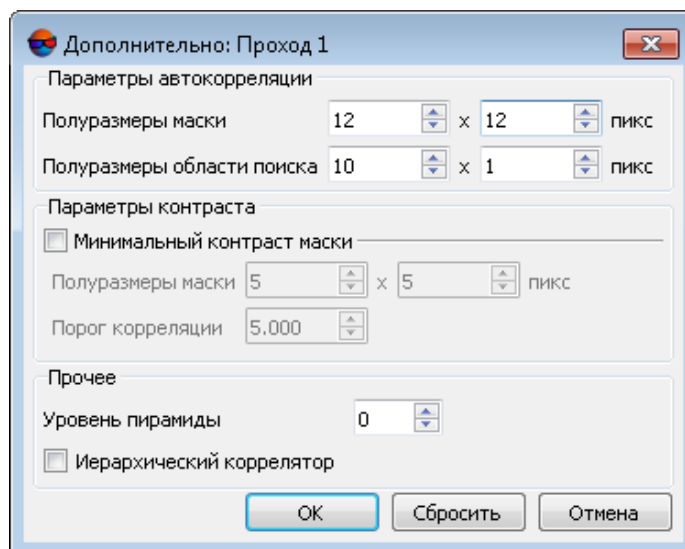 Дополнительно: Проход 1
Параметры автокорреляции
Полуразмеры маски 12 x 12 пикс
Полуразмеры области поиска 10 x 1 пикс
Параметры контраста
Минимальный контраст маски
Полуразмеры маски 5 x 5 пикс
Порог корреляции 5.000
Прочее
Уровень пирамиды 0
Иерархический коррелятор
ОК Сбросить Отмена